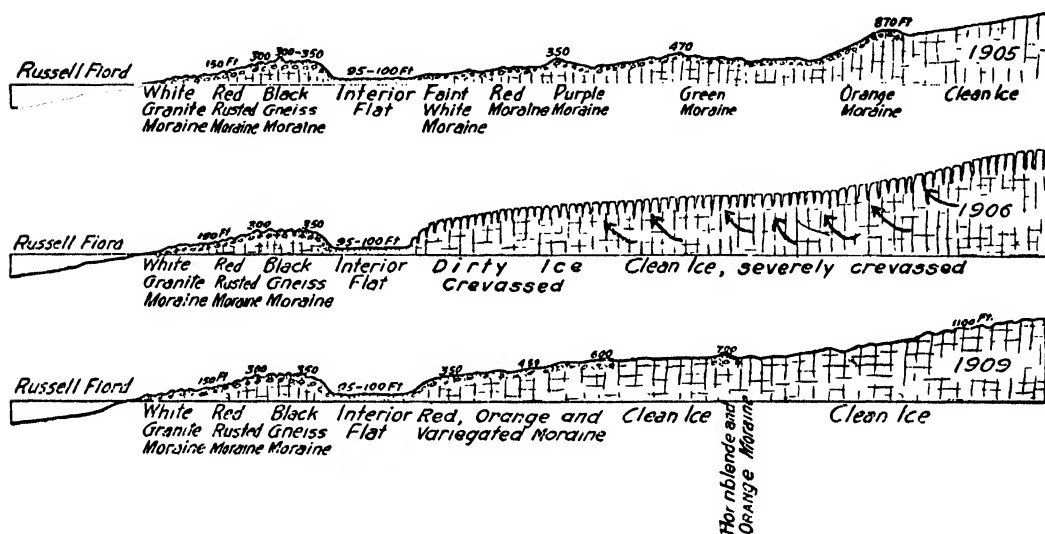 Russell Fiord
150 Ft 300 300-350 95-100 Ft 350 470 870 Ft
1905
White Granite Moraine
Red Rusted Moraine
Black Gneiss Moraine
Interior Flat
Faint White Moraine
Red Moraine
Purple Moraine
Green Moraine
Orange Moraine
Clean Ice
Russell Fiord
300 350 95-100 Ft
1906
White Granite Moraine
Red Rusted Moraine
Black Gneiss Moraine
Interior Flat
Dirty Ice Crevassed
Clean Ice, severely crevassed
Russell Fiord
150 Ft 300 350 95-100 Ft 350 600 700 1100 Ft.
1909
White Granite Moraine
Red Rusted Moraine
Black Gneiss Moraine
Interior Flat
Red, Orange and Variegated Moraine
Clean Ice
Hornblende and
ORANGE MORAINE
Clean Ice